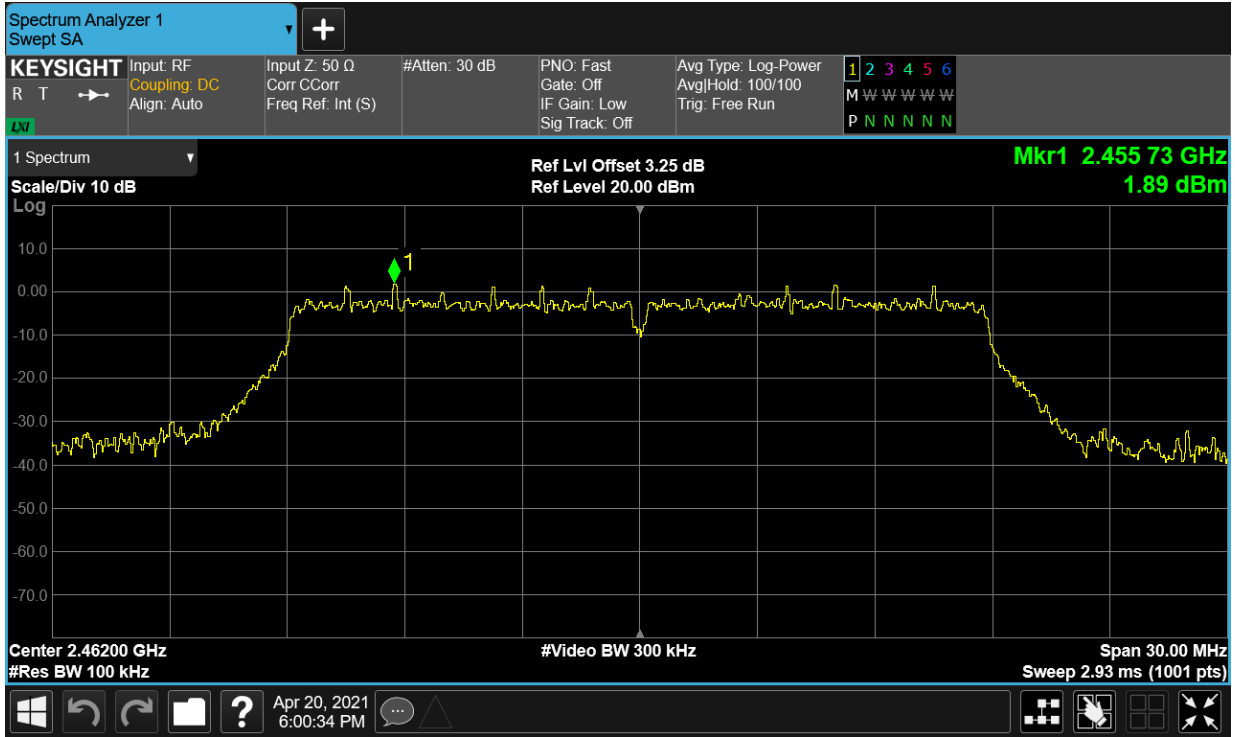 Spectrum Analyzer 1
Swept SA
KEYSIGHT
R T
LXI
Input: RF
Coupling: DC
Align: Auto
Input Z: 50 Ω
Corr CCorr
Freq Ref: Int (S)
#Atten: 30 dB
PNO: Fast
Gate: Off
IF Gain: Low
Sig Track: Off
Avg Type: Log-Power
Avg|Hold: 100/100
Trig: Free Run
1 2 3 4 5 6
M W W W W W
P N N N N N
1 Spectrum
Scale/Div 10 dB
Log
Ref Lvl Offset 3.25 dB
Ref Level 20.00 dBm
Mkr1 2.455 73 GHz
1.89 dBm
10.0
1
0.00
-10.0
-20.0
-30.0
-40.0
-50.0
-60.0
-70.0
Center 2.46200 GHz
#Res BW 100 kHz
#Video BW 300 kHz
Span 30.00 MHz
Sweep 2.93 ms (1001 pts)
?
Apr 20, 2021
6:00:34 PM